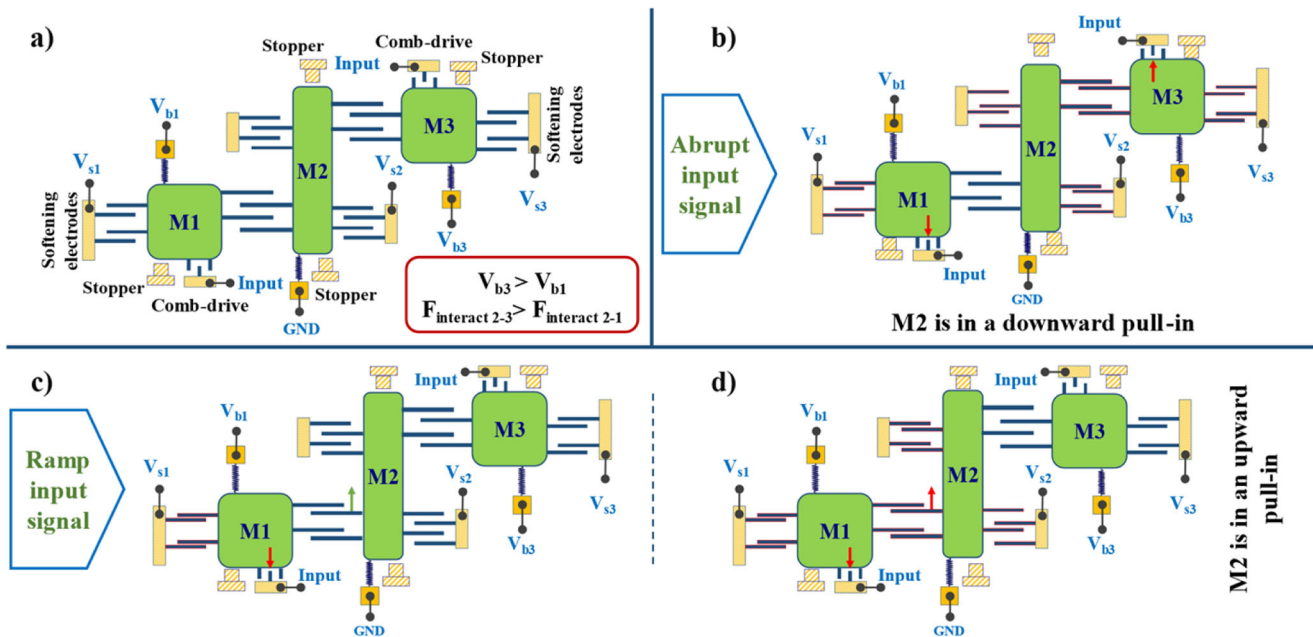 a)
Stopper
Comb-drive
Input
Stopper
V_b1
M3
Softening electrodes
V_s1
M2
V_s2
V_s3
Softening electrodes
M1
V_b3
Stopper
Input
Comb-drive
Stopper
GND
V_b3 > V_b1
F_interact 2-3 > F_interact 2-1
b)
Abrupt
input
signal
Input
V_b1
M3
V_s1
M2
V_s2
V_s3
M1
V_b3
Input
GND
M2 is in a downward pull-in
c)
Ramp
input
signal
Input
V_b1
M3
V_s1
M2
V_s2
V_s3
M1
V_b3
Input
GND
d)
Input
V_b1
M3
V_s1
M2
V_s2
V_s3
M1
V_b3
Input
GND
M2 is in an upward
pull-in